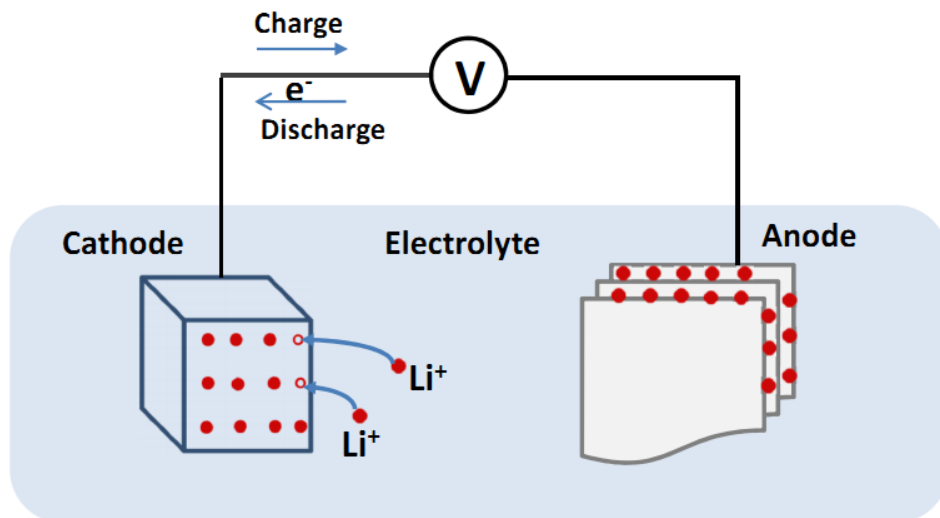 Charge
e⁻
V
Discharge
Cathode
Electrolyte
Anode
Li⁺
Li⁺